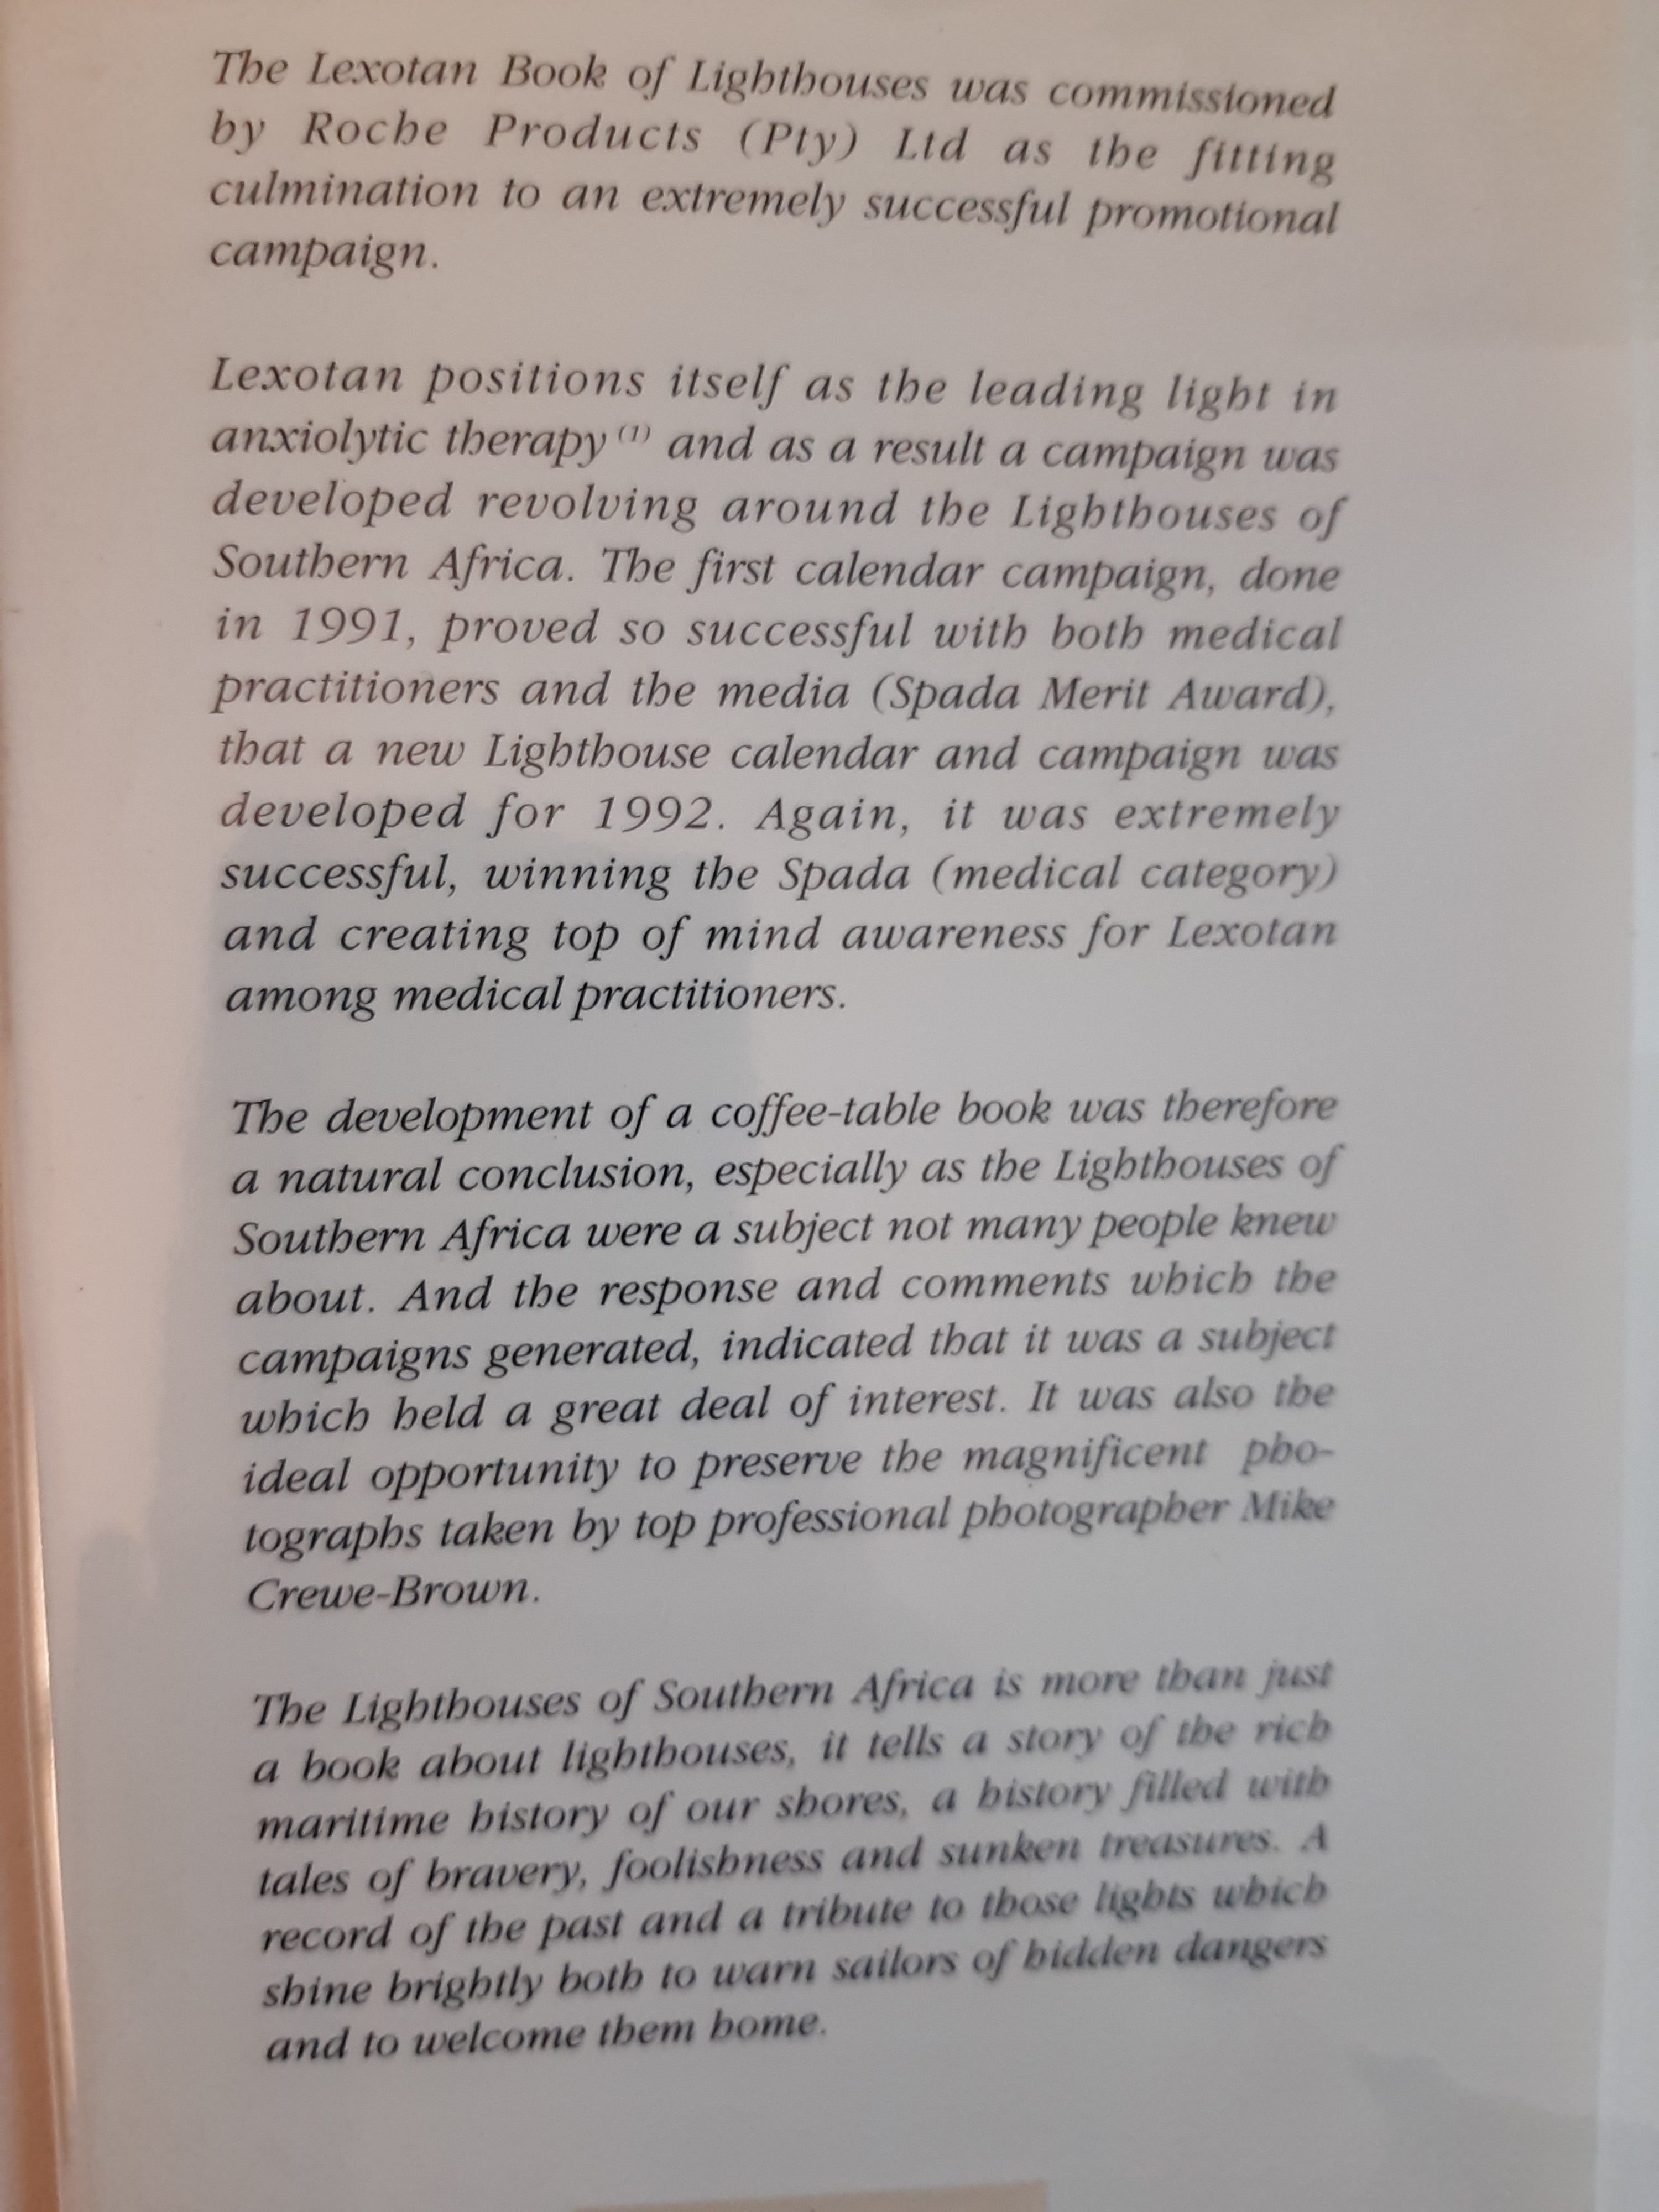 The Lexotan Book of Lighthouses was commissioned
by Roche Products (Pty) Ltd as the fitting
culmination to an extremely successful promotional
campaign.
Lexotan positions itself as the leading light in
anxiolytic therapy (1) and as a result a campaign was
developed revolving around the Lighthouses of
Southern Africa. The first calendar campaign, done
in 1991, proved so successful with both medical
practitioners and the media (Spada Merit Award),
that a new Lighthouse calendar and campaign was
developed for 1992. Again, it was extremely
successful, winning the Spada (medical category)
and creating top of mind awareness for Lexotan
among medical practitioners.
The development of a coffee-table book was therefore
a natural conclusion, especially as the Lighthouses of
Southern Africa were a subject not many people knew
about. And the response and comments which the
campaigns generated, indicated that it was a subject
which held a great deal of interest. It was also the
ideal opportunity to preserve the magnificent pho-
tographs taken by top professional photographer Mike
Crewe-Brown.
The Lighthouses of Southern Africa is more than just
a book about lighthouses, it tells a story of the rich
maritime history of our shores, a history filled with
tales of bravery, foolishness and sunken treasures. A
record of the past and a tribute to those lights which
shine brightly both to warn sailors of hidden dangers
and to welcome them home.